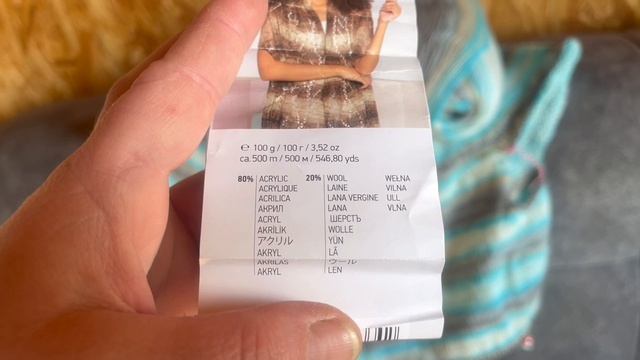 ℮ 100 g / 100 г / 3,52 oz
ca. 500 m / 500 м / 546,80 yds
80% ACRYLIC 20% WOOL WEŁNA
ACRYLIQUE LAINE VILNA
ACRILICA LANA VERGINE ULL
АКРИЛ LANA VLNA
ACRYL ШЕРСТЬ
AKRİLİK WOLLE
アクリル YÜN
AKRYL LÃ
AKRILAS ウール
AKRYL LEN